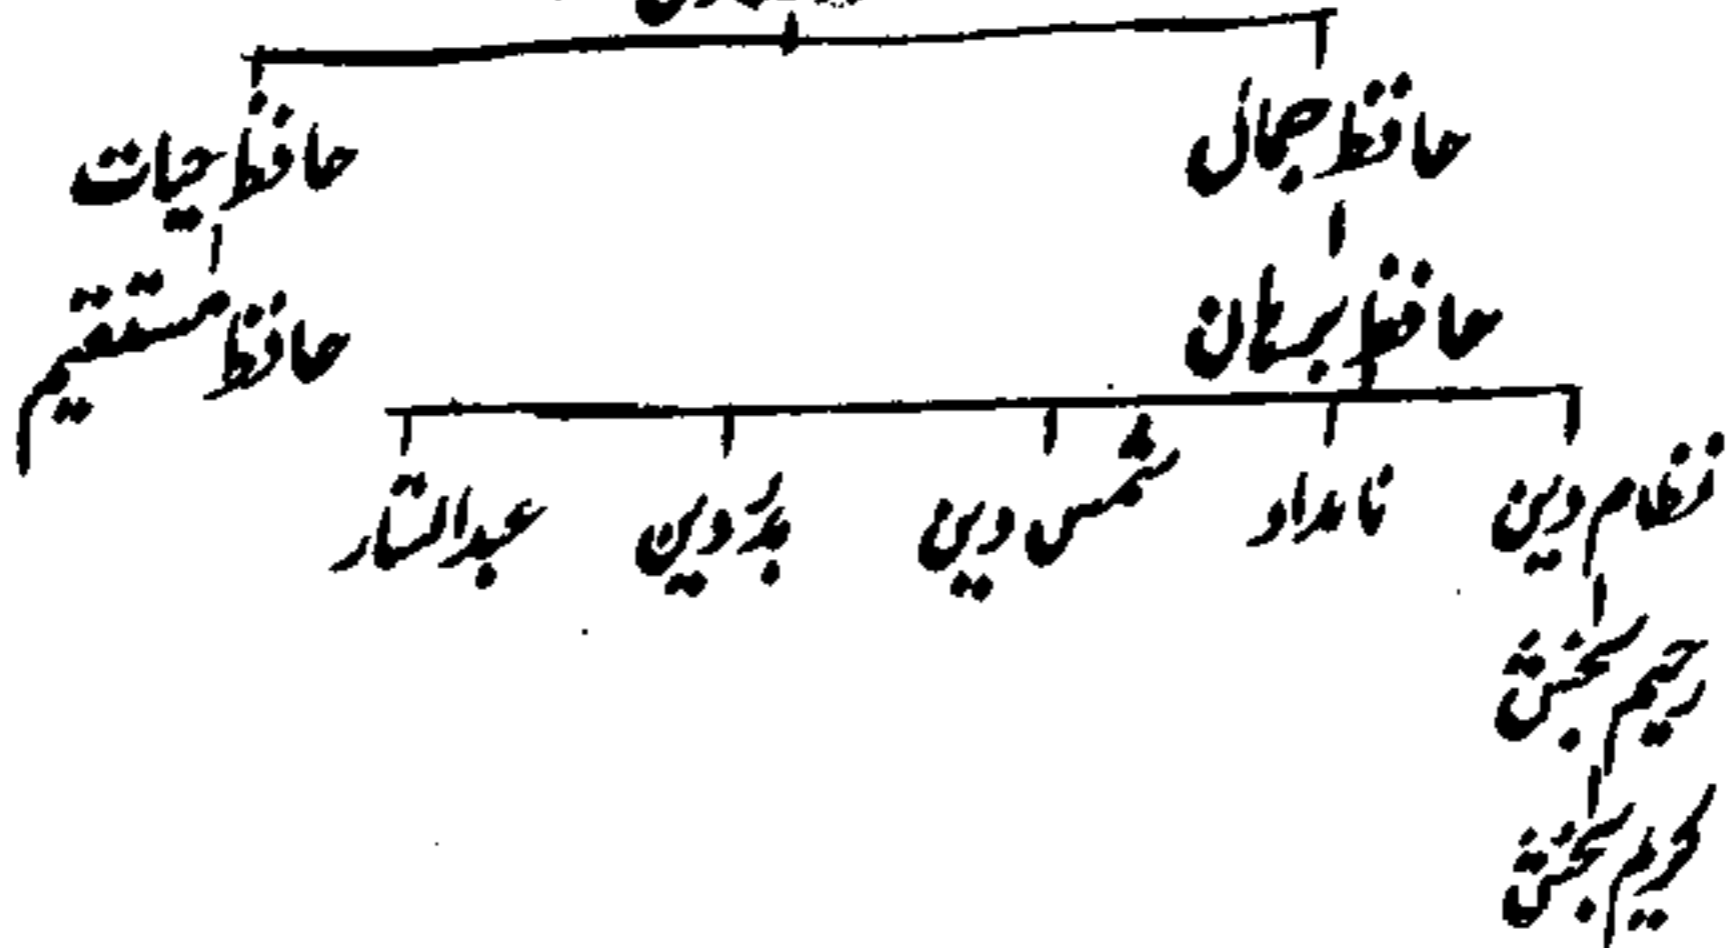 حافظ جمال حافظ حیات
حافظ برہان حافظ مستقیم
نظام دین نامداد شمس دین بدر دین عبدالستار
رحیم بخش
کریم بخش